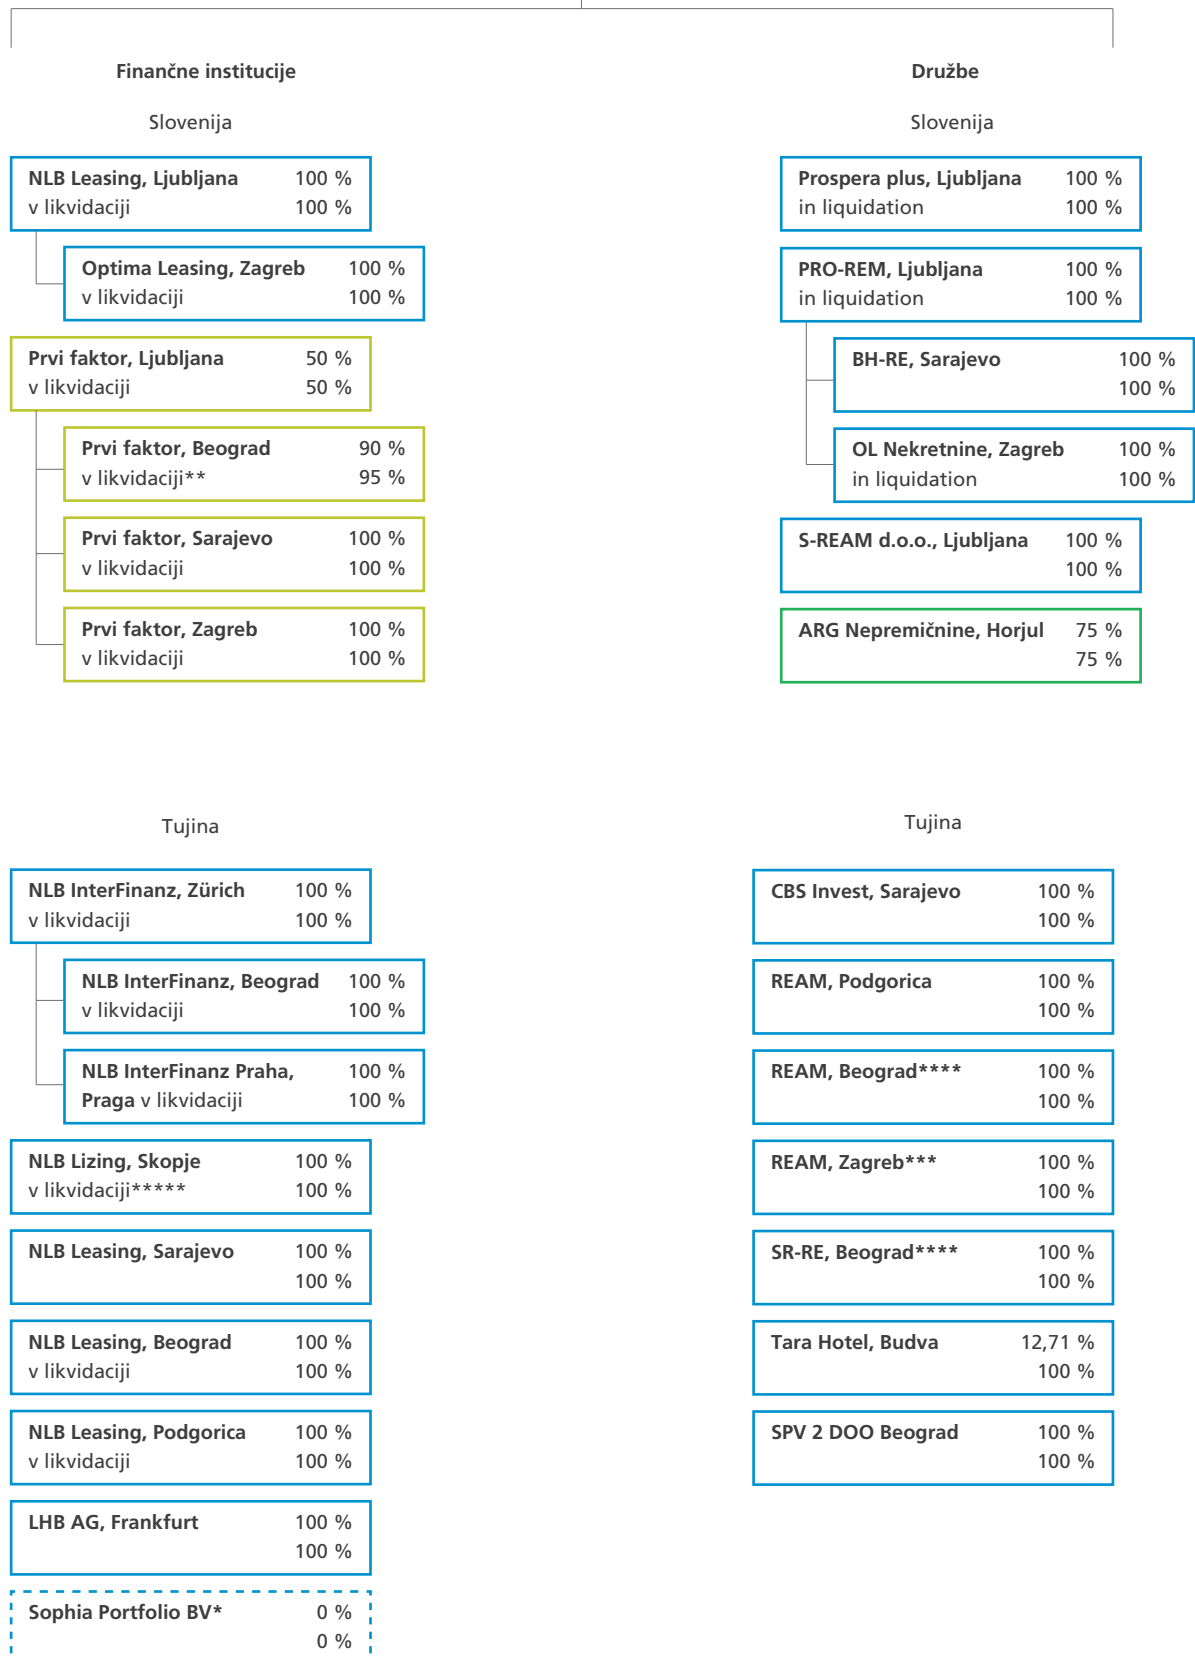 Finančne institucije
Slovenija
NLB Leasing, Ljubljana 100 %
v likvidaciji 100 %
Optima Leasing, Zagreb 100 %
v likvidaciji 100 %
Prvi faktor, Ljubljana 50 %
v likvidaciji 50 %
Prvi faktor, Beograd 90 %
v likvidaciji** 95 %
Prvi faktor, Sarajevo 100 %
v likvidaciji 100 %
Prvi faktor, Zagreb 100 %
v likvidaciji 100 %
Tujina
NLB InterFinanz, Zürich 100 %
v likvidaciji 100 %
NLB InterFinanz, Beograd 100 %
v likvidaciji 100 %
NLB InterFinanz Praha, 100 %
Praga v likvidaciji 100 %
NLB Lizing, Skopje 100 %
v likvidaciji***** 100 %
NLB Leasing, Sarajevo 100 %
100 %
NLB Leasing, Beograd 100 %
v likvidaciji 100 %
NLB Leasing, Podgorica 100 %
v likvidaciji 100 %
LHB AG, Frankfurt 100 %
100 %
Sophia Portfolio BV* 0 %
0 %
Družbe
Slovenija
Prospera plus, Ljubljana 100 %
in liquidation 100 %
PRO-REM, Ljubljana 100 %
in liquidation 100 %
BH-RE, Sarajevo 100 %
100 %
OL Nekretnine, Zagreb 100 %
in liquidation 100 %
S-REAM d.o.o., Ljubljana 100 %
100 %
ARG Nepremičnine, Horjul 75 %
75 %
Tujina
CBS Invest, Sarajevo 100 %
100 %
REAM, Podgorica 100 %
100 %
REAM, Beograd**** 100 %
100 %
REAM, Zagreb*** 100 %
100 %
SR-RE, Beograd**** 100 %
100 %
Tara Hotel, Budva 12,71 %
100 %
SPV 2 DOO Beograd 100 %
100 %